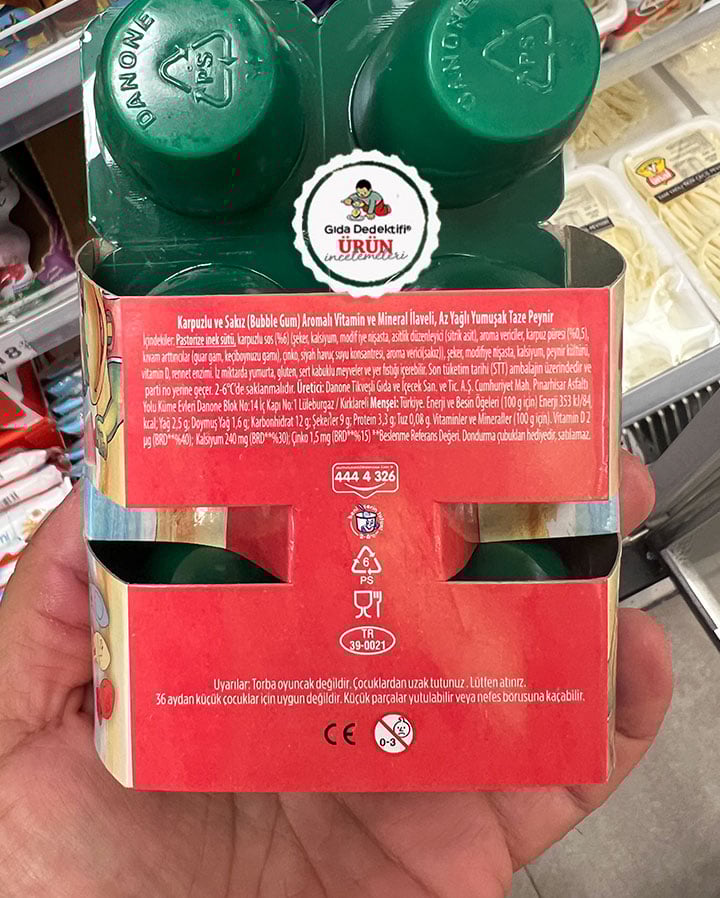 DANONE
PS
DANONE
PS
Gıda Dedektifi®
ÜRÜN
incelemeleri
Karpuzlu ve Sakız (Bubble Gum) Aromalı Vitamin ve Mineral İlaveli, Az Yağlı Yumuşak Taze Peynir
İçindekiler: Pastörize inek sütü, karpuzlu sos (%6) [şeker, kalsiyum, modifiye nişasta, asitlik düzenleyici (sitrik asit), aroma vericiler, karpuz püresi (%0,5),
kıvam arttırıcılar (guar gam, keçiboynuzu gamı), çinko, siyah havuç suyu konsantresi, aroma verici(sakız)), şeker, modifiye nişasta, kalsiyum, peynir kültürü,
vitamin D, rennet enzimi. İz miktarda yumurta, gluten, sert kabuklu meyveler ve yer fıstığı içerebilir. Son tüketim tarihi (STT) ambalajın üzerindedir ve
parti no yerine geçer. 2-6°C'de saklanmalıdır. Üretici: Danone Tikveşli Gıda ve İçecek San. ve Tic. A.Ş. Cumhuriyet Mah. Pınarhisar Asfaltı
Yolu Küme Evleri Danone Blok No:14 İç Kapı No:1 Lüleburgaz / Kırklareli Menşei: Türkiye. Enerji ve Besin Ögeleri (100 g için) Enerji 353 kJ/84
kcal; Yağ 2,5 g; Doymuş Yağ 1,6 g; Karbonhidrat 12 g; Şekerler 9 g; Protein 3,3 g; Tuz 0,08 g. Vitaminler ve Mineraller (100 g için). Vitamin D 2
µg (BRD**%40); Kalsiyum 240 mg (BRD**%30); Çinko 1,5 mg (BRD**%15) **Beslenme Referans Değeri. Dondurma çubukları hediyedir, satılamaz.
444 4 326
6
PS
TR
39-0021
Uyarılar: Torba oyuncak değildir. Çocuklardan uzak tutunuz . Lütfen atınız.
36 aydan küçük çocuklar için uygun değildir. Küçük parçalar yutulabilir veya nefes borusuna kaçabilir.
CE
0-3